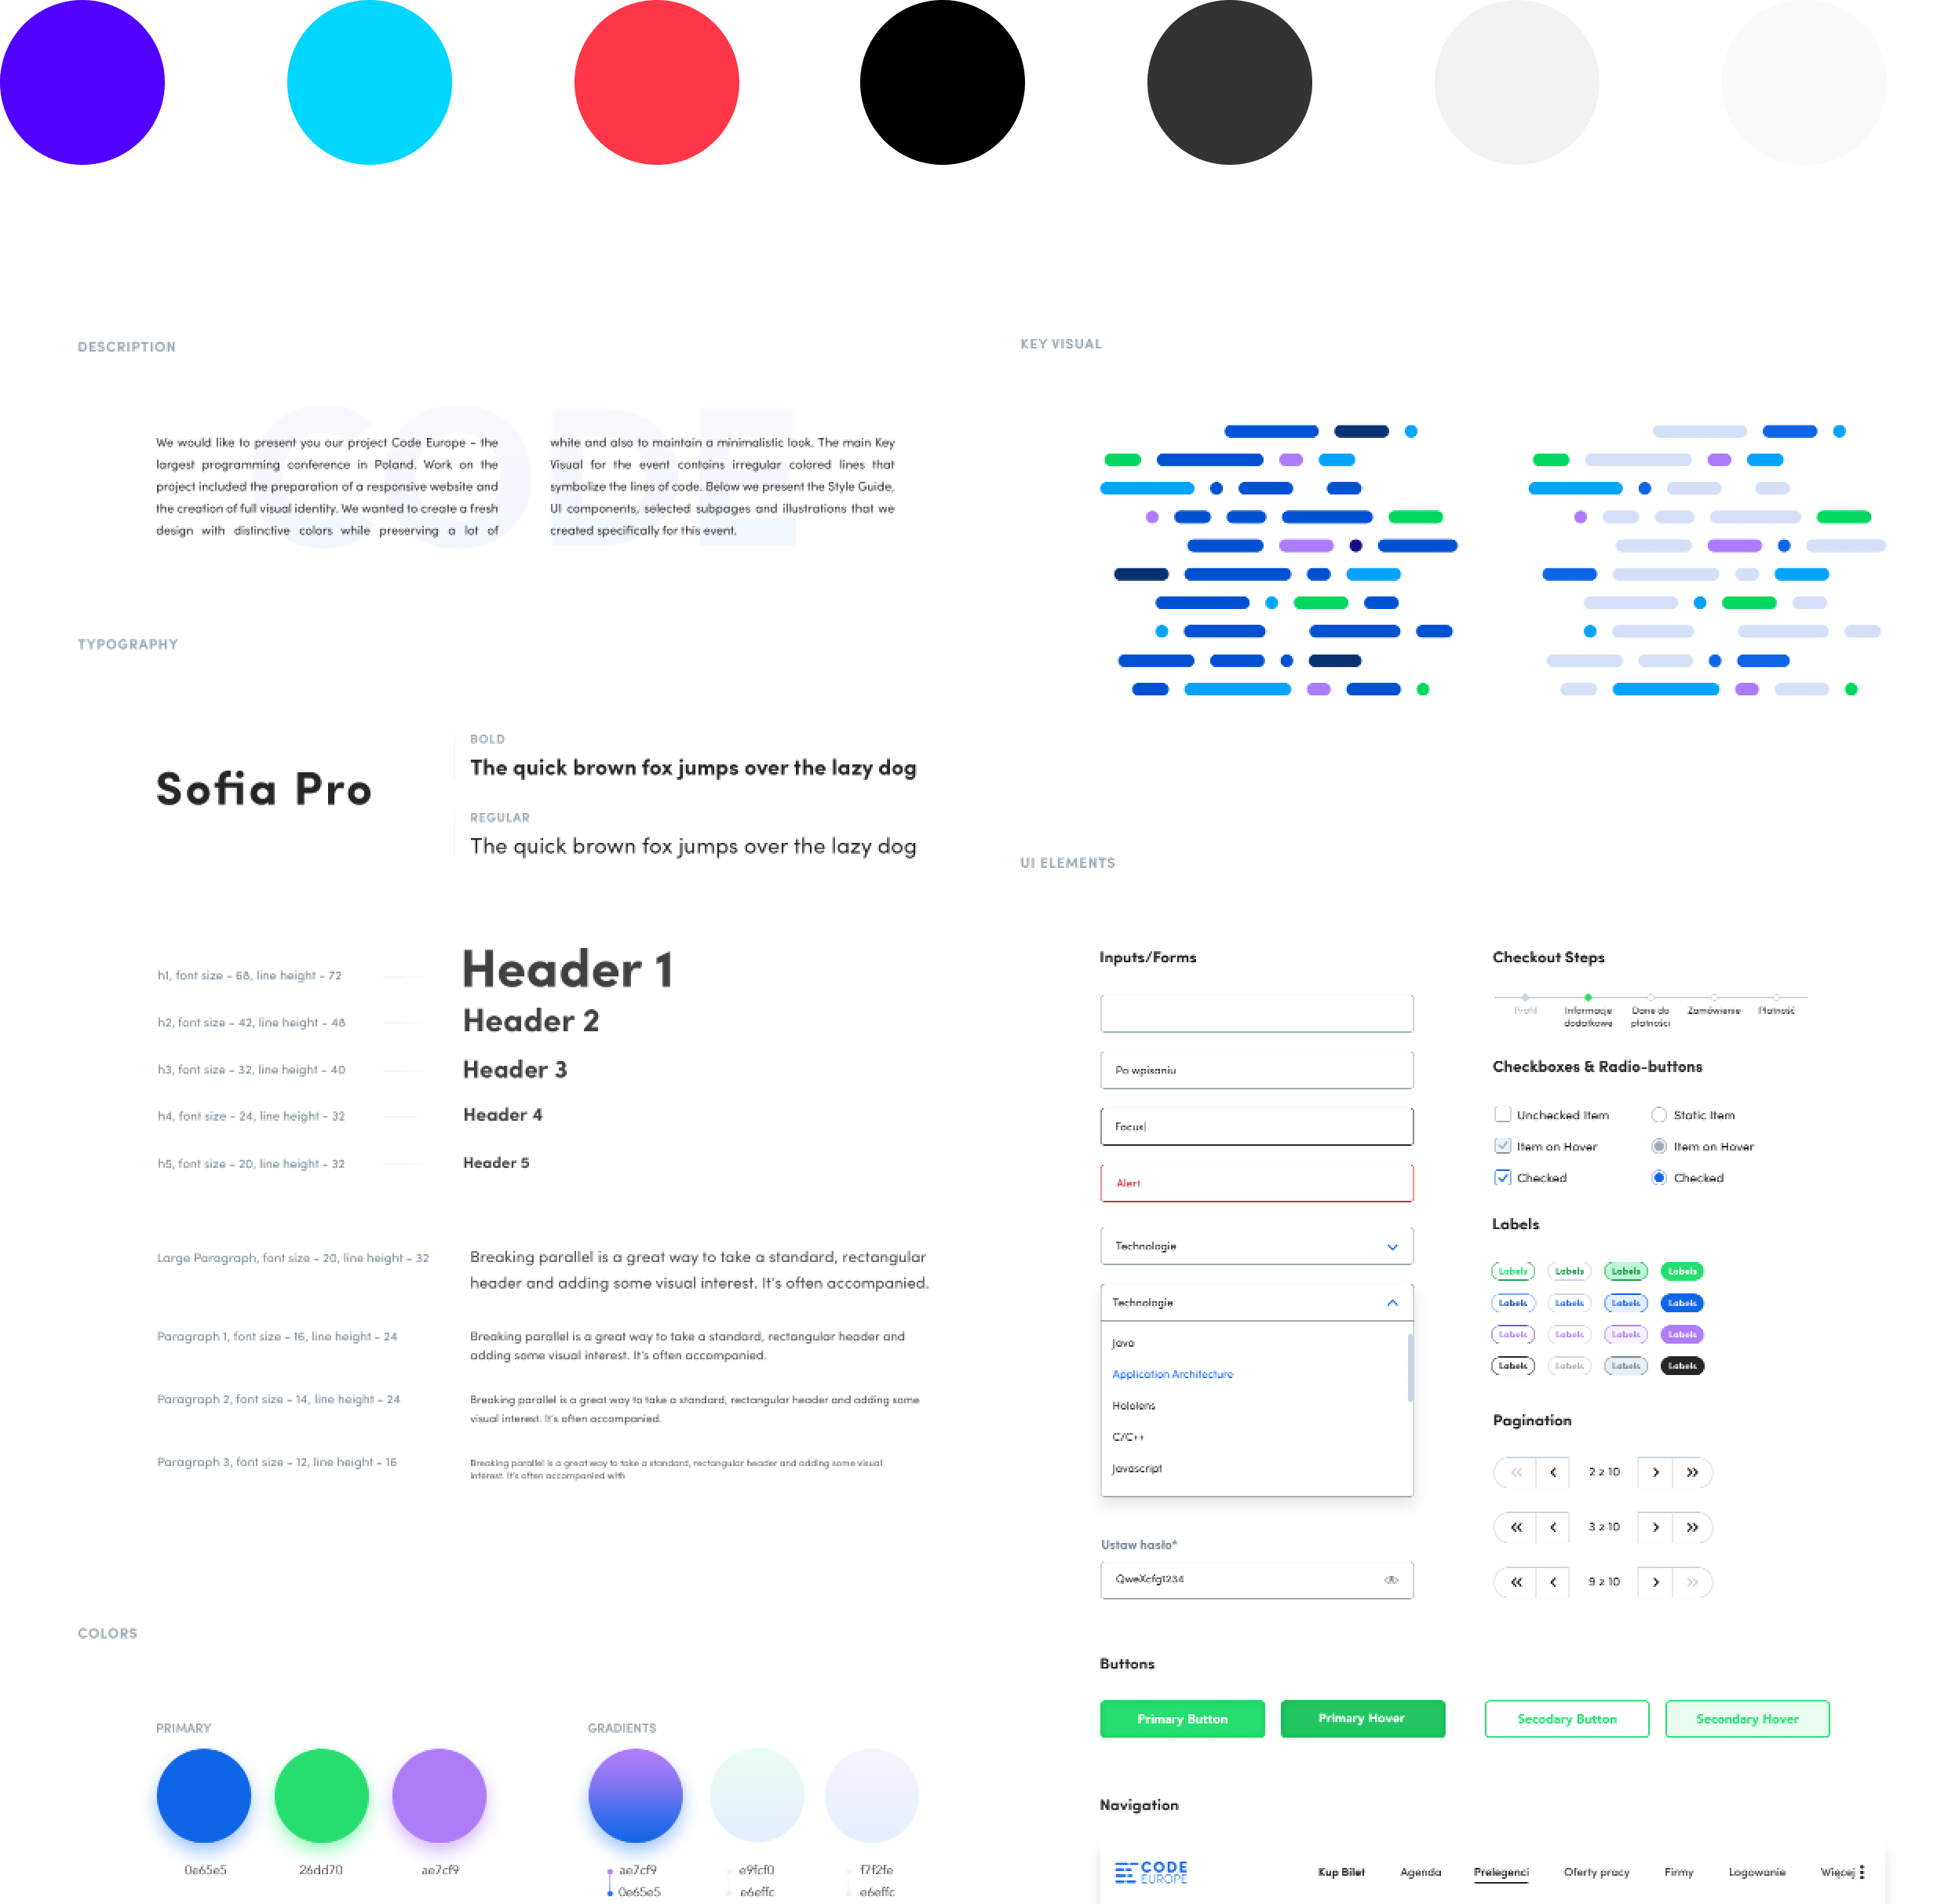 DESCRIPTION
CODE
We would like to present you our project Code Europe - the
largest programming conference in Poland. Work on the
project included the preparation of a responsive website and
the creation of full visual identity. We wanted to create a fresh
design with distinctive colors while preserving a lot of
white and also to maintain a minimalistic look. The main Key
Visual for the event contains irregular colored lines that
symbolize the lines of code. Below we present the Style Guide,
UI components, selected subpages and illustrations that we
created specifically for this event.
TYPOGRAPHY
Sofia Pro
BOLD
The quick brown fox jumps over the lazy dog
REGULAR
The quick brown fox jumps over the lazy dog
h1, font size - 68, line height - 72
Header 1
h2, font size - 42, line height - 48
Header 2
h3, font size - 32, line height - 40
Header 3
h4, font size - 24, line height - 32
Header 4
h5, font size - 20, line height - 32
Header 5
Large Paragraph, font size - 20, line height - 32
Breaking parallel is a great way to take a standard, rectangular
header and adding some visual interest. It's often accompanied.
Paragraph 1, font size - 16, line height - 24
Breaking parallel is a great way to take a standard, rectangular header and
adding some visual interest. It's often accompanied.
Paragraph 2, font size - 14, line height - 24
Breaking parallel is a great way to take a standard, rectangular header and adding some
visual interest. It's often accompanied.
Paragraph 3, font size - 12, line height - 16
Breaking parallel is a great way to take a standard, rectangular header and adding some visual
interest. It's often accompanied with
COLORS
PRIMARY
0e65e5
26dd70
ae7cf9
GRADIENTS
ae7cf9
0e65e5
e9fcf0
e6effc
f7f2fe
e6effc
KEY VISUAL
UI ELEMENTS
Inputs/Forms
Po wpisaniu
Focus|
Alert
Technologie
Technologie
Java
Application Architecture
Hololens
C/C++
Javascript
Ustaw hasło*
QweXcfg1234
Checkout Steps
Profil
Informacje
dodatkowe
Dane do
płatności
Zamówienie
Płatność
Checkboxes & Radio-buttons
Unchecked Item
Static Item
Item on Hover
Item on Hover
Checked
Checked
Labels
Labels Labels Labels Labels
Labels Labels Labels Labels
Labels Labels Labels Labels
Labels Labels Labels Labels
Pagination
2 z 10
3 z 10
9 z 10
Buttons
Primary Button
Primary Hover
Secodary Button
Secondary Hover
Navigation
CODE
EUROPE
Kup Bilet Agenda Prelegenci Oferty pracy Firmy Logowanie Więcej